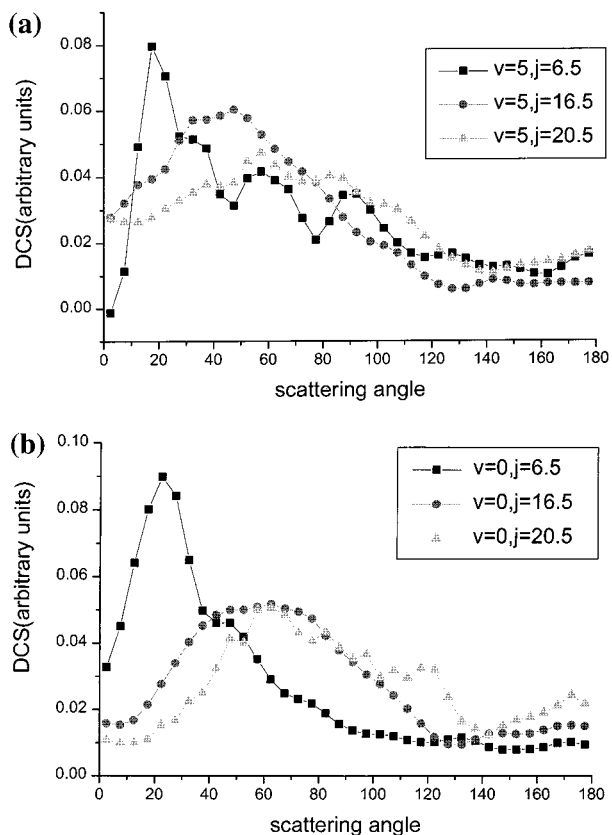 (a)
0.08
0.06
0.04
0.02
0.00
DCS(arbitrary units)
v=5,j=6.5
v=5,j=16.5
v=5,j=20.5
0 20 40 60 80 100 120 140 160 180
scattering angle
(b)
0.10
0.08
0.06
0.04
0.02
0.00
DCS(arbitrary units)
v=0,j=6.5
v=0,j=16.5
v=0,j=20.5
0 20 40 60 80 100 120 140 160 180
scattering angle